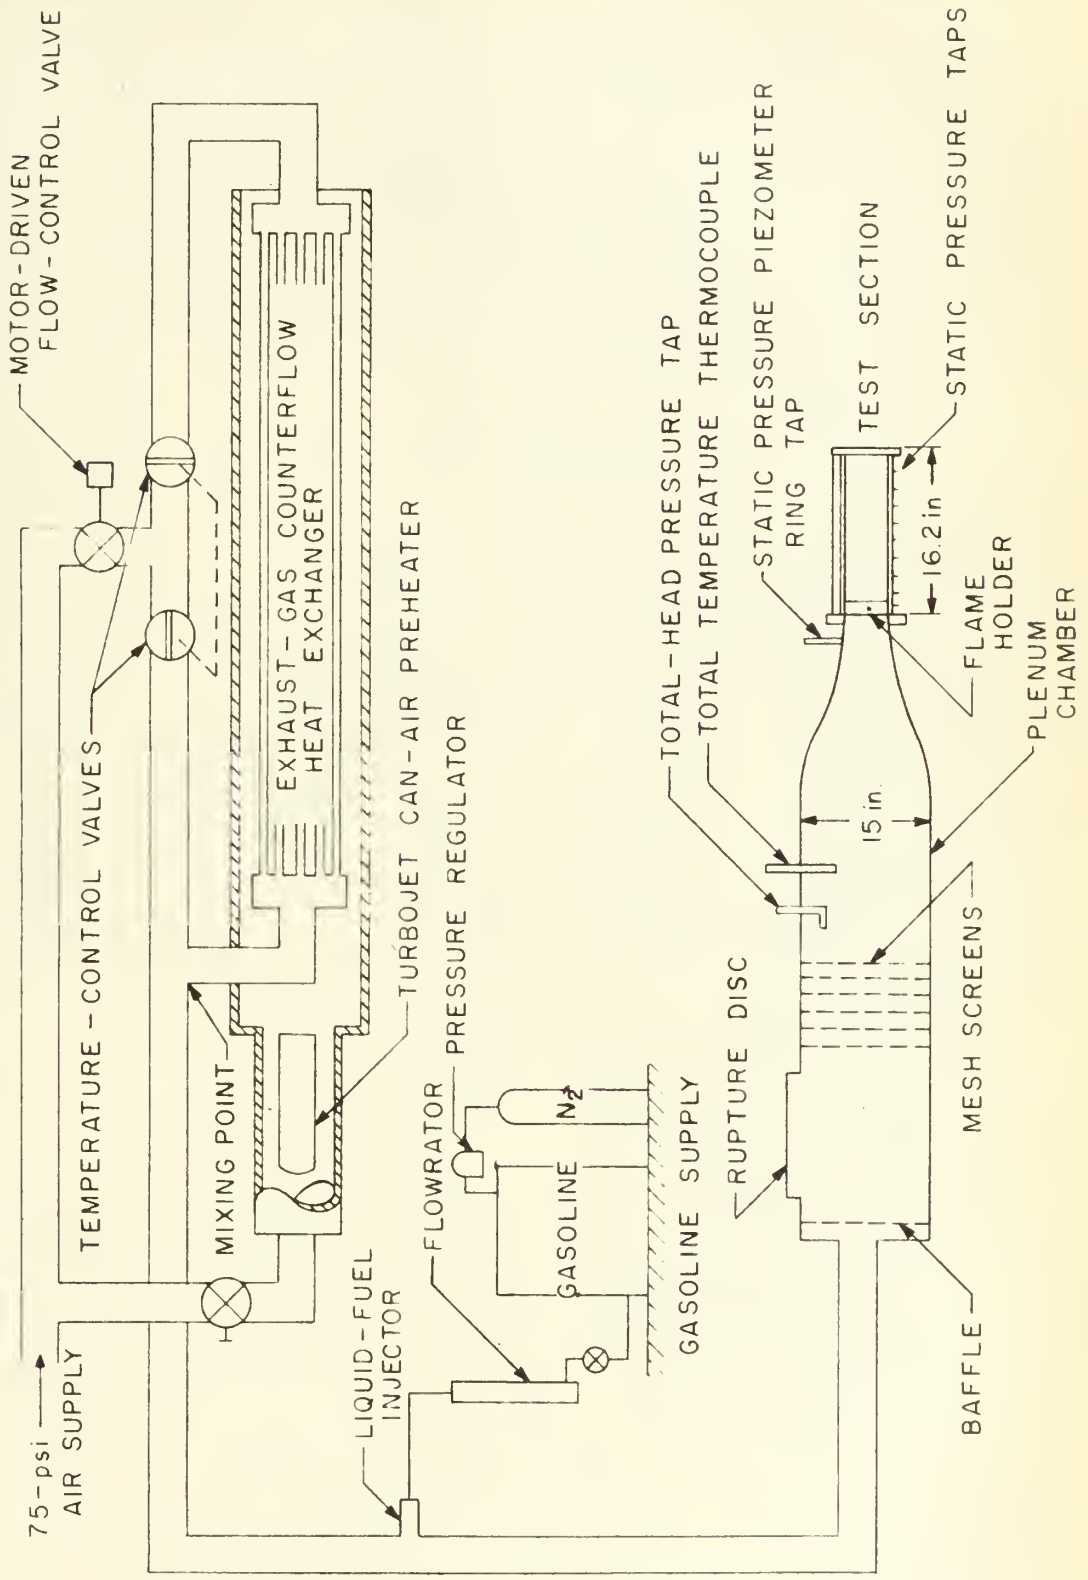 75-psi
AIR SUPPLY
MOTOR-DRIVEN
FLOW-CONTROL VALVE
TEMPERATURE-CONTROL VALVES
MIXING POINT
EXHAUST-GAS COUNTERFLOW
HEAT EXCHANGER
TURBOJET CAN-AIR PREHEATER
LIQUID-FUEL
INJECTOR
FLOWRATOR
PRESSURE REGULATOR
GASOLINE
N2
GASOLINE SUPPLY
TOTAL-HEAD PRESSURE TAP
TOTAL TEMPERATURE THERMOCOUPLE
STATIC PRESSURE PIEZOMETER
RING TAP
RUPTURE DISC
TEST SECTION
15 in.
16.2 in
BAFFLE
MESH SCREENS
PLENUM
CHAMBER
FLAME
HOLDER
STATIC PRESSURE TAPS